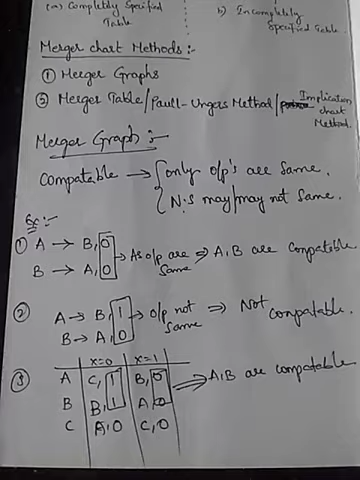 (a) Completely Specified Table
b) Incompletely Specified Table.
Merger chart Methods :-
① Merger Graphs
② Merger Table/Paull-Ungers Method/Implication chart Method.
Merger Graph :-
Compatable → { only o/p's are same.
N.S may/may not same.
Ex:-
① A → B,0
B → A,0 → As o/p are same ⇒ A,B are compatible.
② A → B,1
B → A,0 → o/p not same ⇒ Not compatable.
③ x=0 x=1
A C,1 B,0
B B,1 A,0 ⇒ A,B are compatable
C A,0 C,0